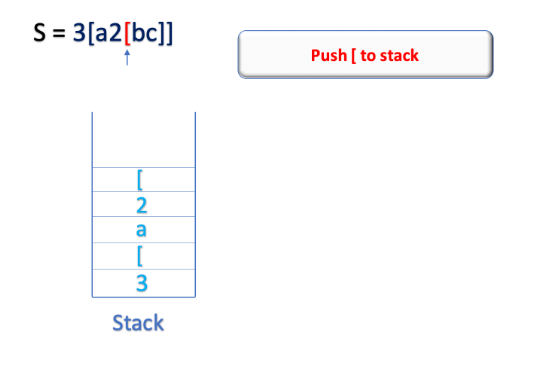 S = 3[a2[bc]]
Push [ to stack
[
2
a
[
3
Stack